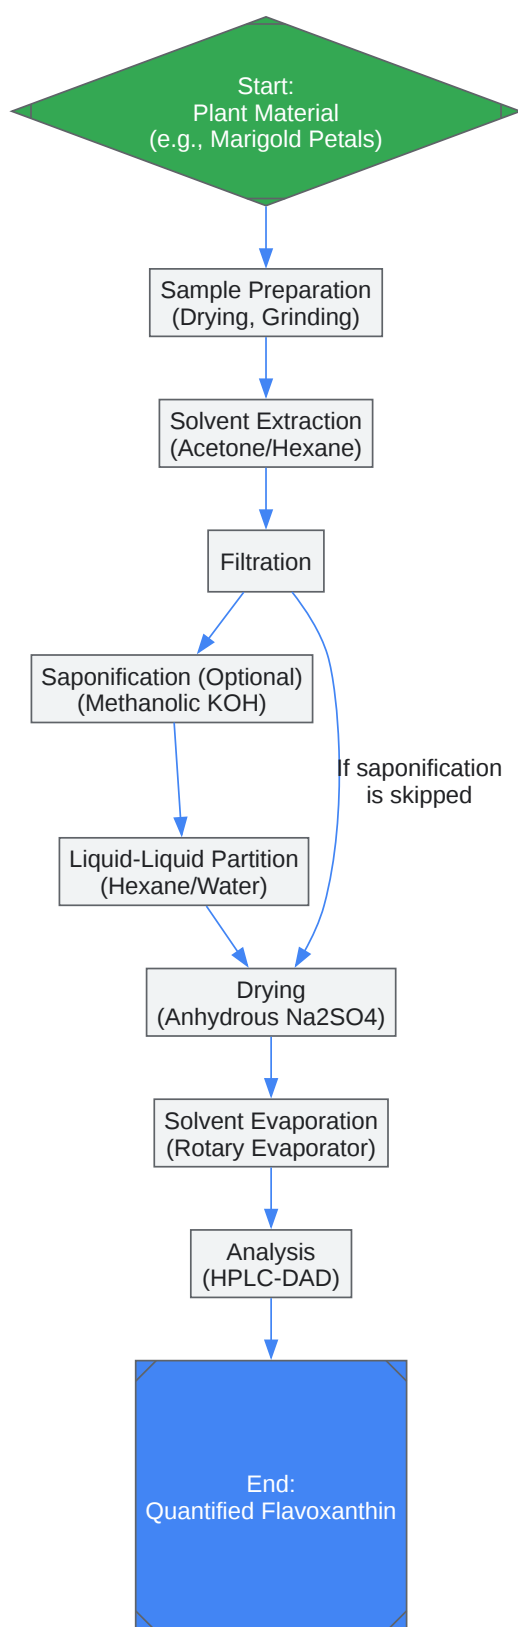 Start:
Plant Material
(e.g., Marigold Petals)
Sample Preparation
(Drying, Grinding)
Solvent Extraction
(Acetone/Hexane)
Filtration
Saponification (Optional)
(Methanolic KOH)
If saponification
is skipped
Liquid-Liquid Partition
(Hexane/Water)
Drying
(Anhydrous Na2SO4)
Solvent Evaporation
(Rotary Evaporator)
Analysis
(HPLC-DAD)
End:
Quantified Flavoxanthin